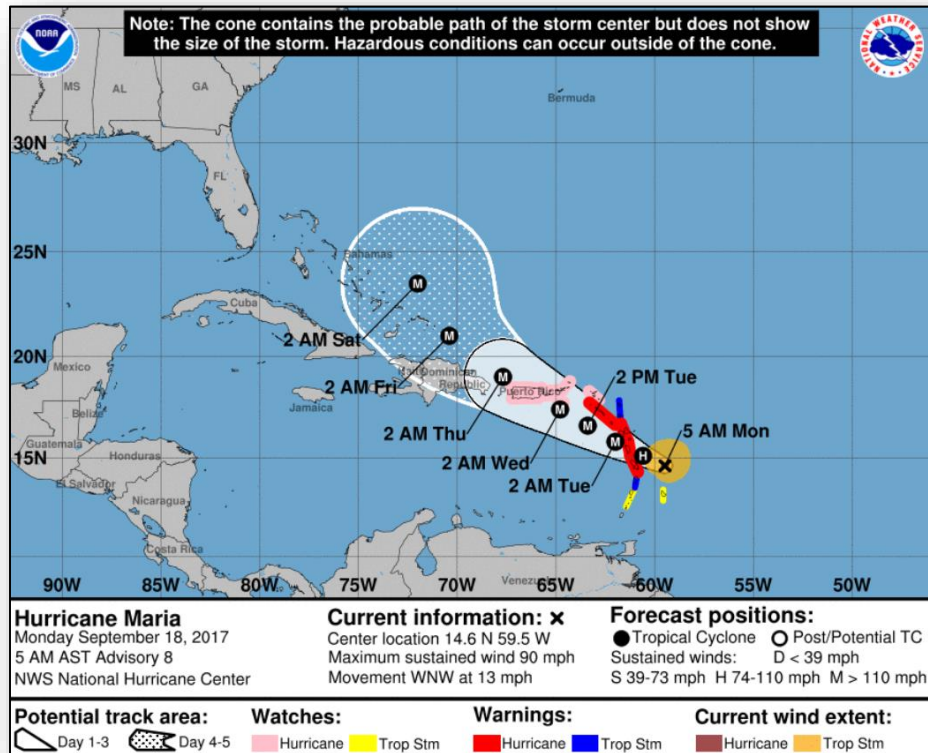 Note: The cone contains the probable path of the storm center but does not show
the size of the storm. Hazardous conditions can occur outside of the cone.
NOAA
NATIONAL WEATHER SERVICE
MS
AL
GA
Bermuda
30N
FL
25N
Bahamas
Cuba
2 AM Sat
20N
Mexico
Haiti
Dominican
Republic
Puerto Rico
2 PM Tue
2 AM Fri
Jamaica
Belize
2 AM Thu
5 AM Mon
Guatemala
Honduras
15N
2 AM Wed
El Salvador
2 AM Tue
Nicaragua
Costa Rica
Venezuela
M
M
M
M
M
M
H
90W 85W 80W 75W 70W 65W 60W 55W 50W
Hurricane Maria
Monday September 18, 2017
5 AM AST Advisory 8
NWS National Hurricane Center
Current information: ×
Center location 14.6 N 59.5 W
Maximum sustained wind 90 mph
Movement WNW at 13 mph
Forecast positions:
Tropical Cyclone Post/Potential TC
Sustained winds: D < 39 mph
S 39-73 mph H 74-110 mph M > 110 mph
Potential track area:
Day 1-3 Day 4-5
Watches:
Hurricane Trop Stm
Warnings:
Hurricane Trop Stm
Current wind extent:
Hurricane Trop Stm